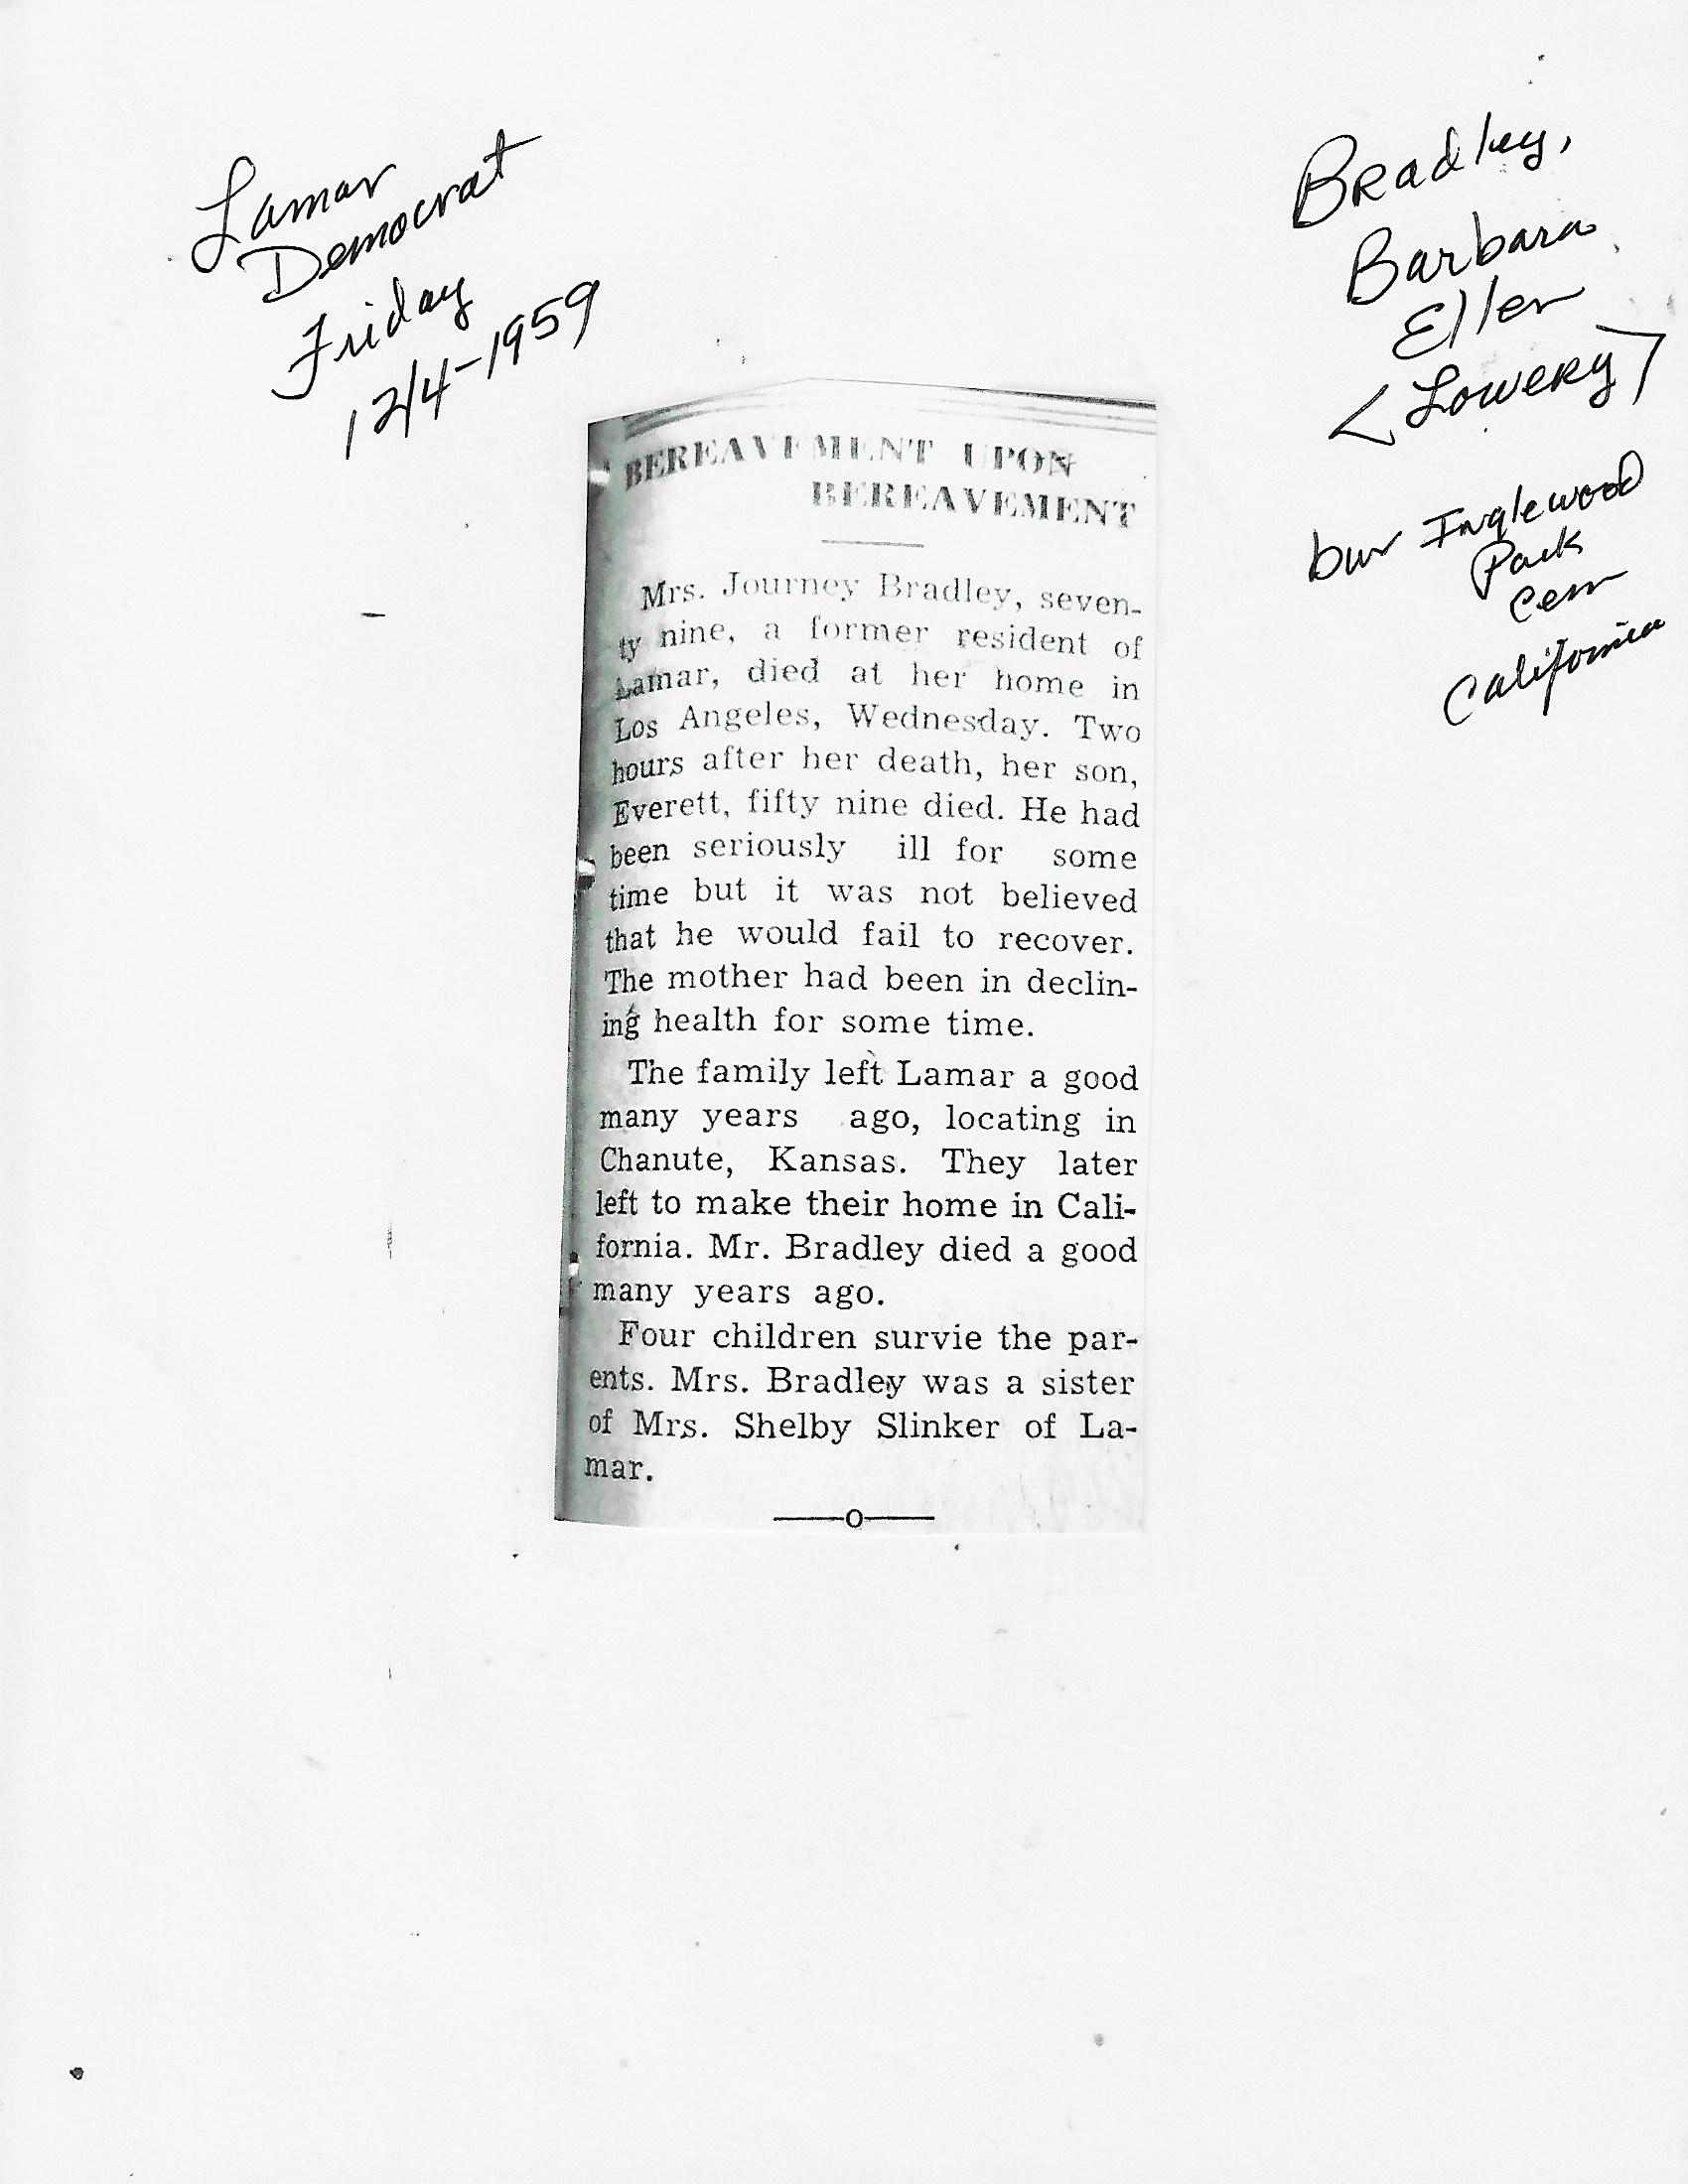 Lamar
Democrat
Friday
12/4-1959
Bradley,
Barbara
Ellen
<Lowery>
bur Inglewood
Park
Cem
California
BEREAVEMENT UPON
BEREAVEMENT
Mrs. Journey Bradley, seven-
ty nine, a former resident of
Lamar, died at her home in
Los Angeles, Wednesday. Two
hours after her death, her son,
Everett, fifty nine died. He had
been seriously ill for some
time but it was not believed
that he would fail to recover.
The mother had been in declin-
ing health for some time.
The family left Lamar a good
many years ago, locating in
Chanute, Kansas. They later
left to make their home in Cali-
fornia. Mr. Bradley died a good
many years ago.
Four children survie the par-
ents. Mrs. Bradley was a sister
of Mrs. Shelby Slinker of La-
mar.